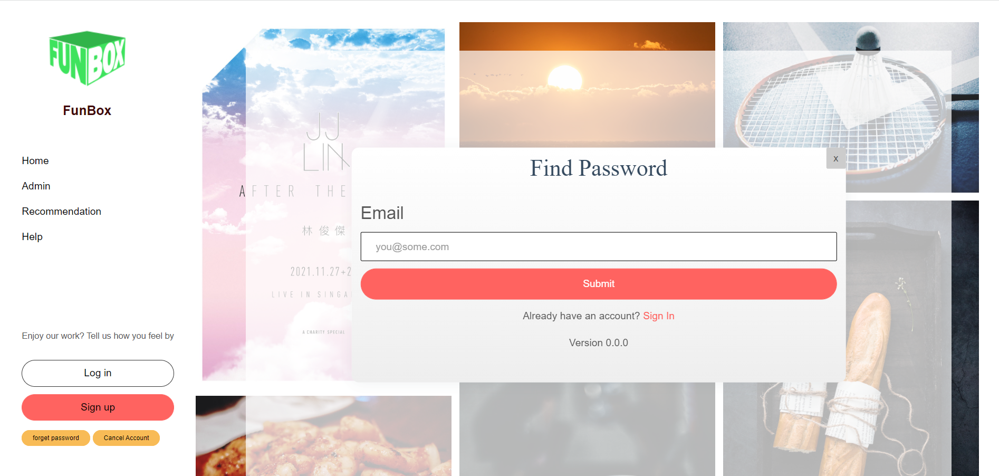 FUNBOX
FunBox
Home
Admin
Recommendation
Help
Enjoy our work? Tell us how you feel by
Log in
Sign up
forget password
Cancel Account
JJ
LIN
AFTER THE
林俊傑
2021.11.27+2
LIVE IN SINGA
A CHARITY SPECIAL
Find Password
x
Email
you@some.com
Submit
Already have an account? Sign In
Version 0.0.0